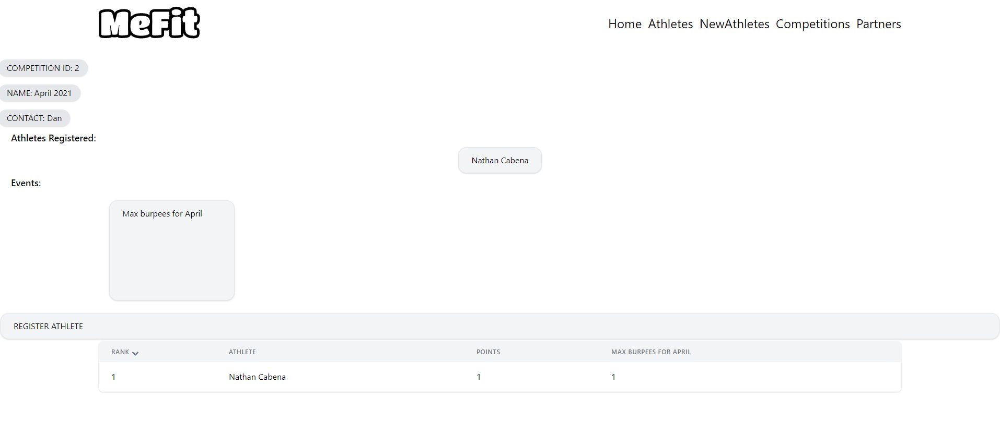 MeFit
Home Athletes NewAthletes Competitions Partners
COMPETITION ID: 2
NAME: April 2021
CONTACT: Dan
Athletes Registered:
Nathan Cabena
Events:
Max burpees for April
REGISTER ATHLETE
RANK ATHLETE POINTS MAX BURPEES FOR APRIL
1 Nathan Cabena 1 1